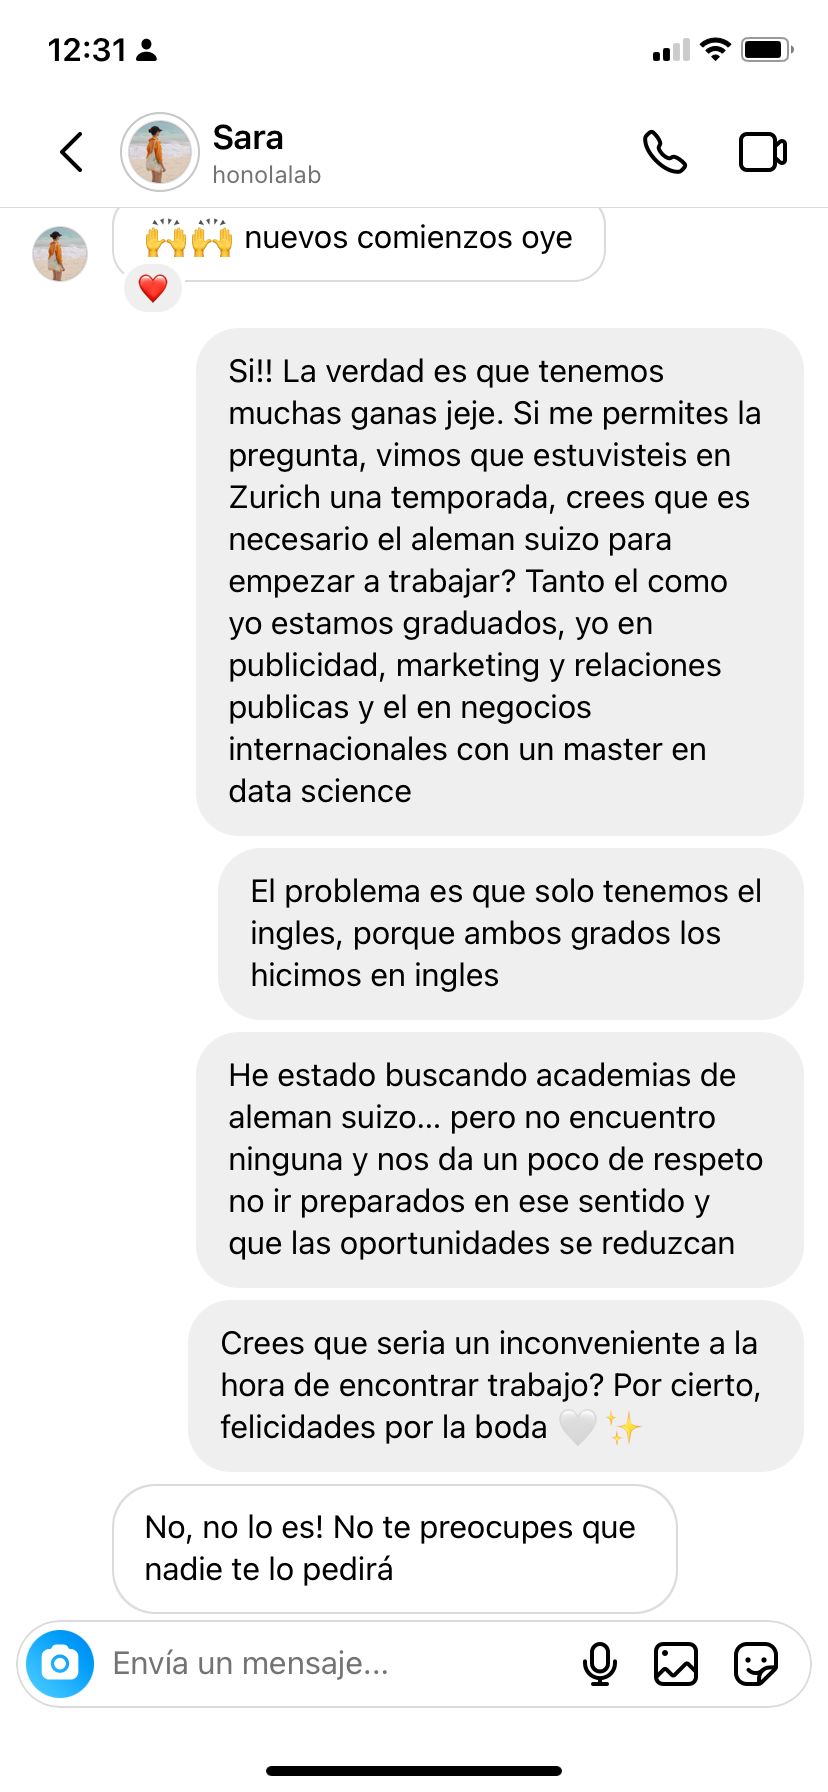 12:31
Sara
honolalab
🙌🙌 nuevos comienzos oye
Si!! La verdad es que tenemos
muchas ganas jeje. Si me permites la
pregunta, vimos que estuvisteis en
Zurich una temporada, crees que es
necesario el aleman suizo para
empezar a trabajar? Tanto el como
yo estamos graduados, yo en
publicidad, marketing y relaciones
publicas y el en negocios
internacionales con un master en
data science
El problema es que solo tenemos el
ingles, porque ambos grados los
hicimos en ingles
He estado buscando academias de
aleman suizo... pero no encuentro
ninguna y nos da un poco de respeto
no ir preparados en ese sentido y
que las oportunidades se reduzcan
Crees que seria un inconveniente a la
hora de encontrar trabajo? Por cierto,
felicidades por la boda 🤍✨
No, no lo es! No te preocupes que
nadie te lo pedirá
Envía un mensaje...